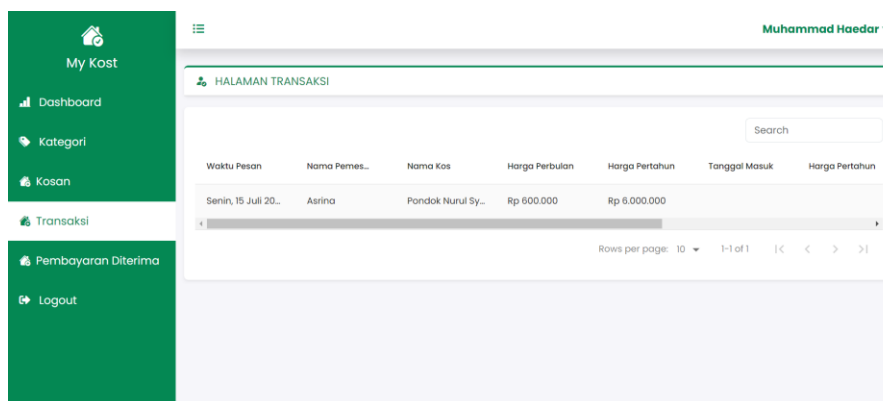 My Kost
Dashboard
Kategori
Kosan
Transaksi
Pembayaran Diterima
Logout
Muhammad Haedar
HALAMAN TRANSAKSI
Search
Waktu Pesan Nama Pemes... Nama Kos Harga Perbulan Harga Pertahun Tanggal Masuk Harga Pertahun
Senin, 15 Juli 20... Asrina Pondok Nurul Sy... Rp 600.000 Rp 6.000.000
Rows per page: 10 1-1 of 1